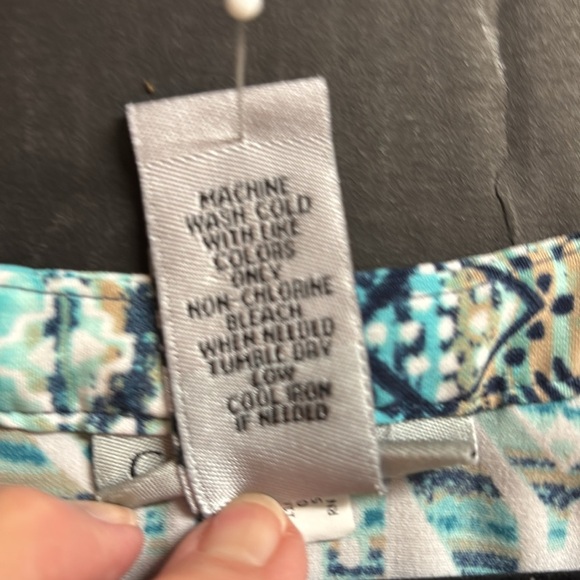 MACHINE
WASH COLD
WITH LIKE
COLORS
ONLY
NON-CHLORINE
BLEACH
WHEN NEEDED
TUMBLE DRY
LOW
COOL IRON
IF NEEDED